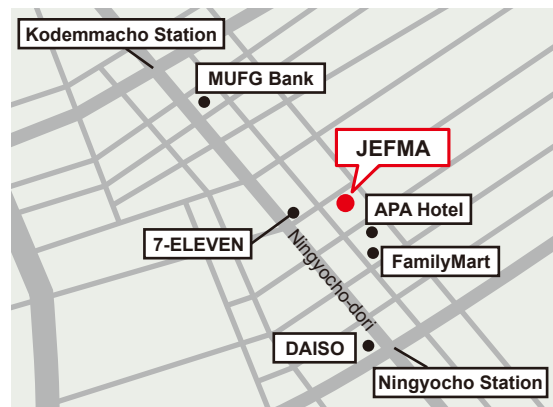 Kodemmacho Station
MUFG Bank
JEFMA
APA Hotel
7-ELEVEN
FamilyMart
Ningyocho-dori
DAISO
Ningyocho Station